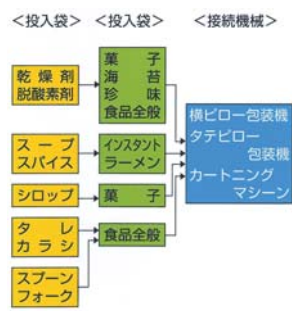 ＜投入袋＞ ＜投入袋＞ ＜接続機械＞
乾燥剤
脱酸素剤
菓子
海苔
珍味
食品全般
スープ
スパイス
インスタント
ラーメン
シロップ
菓子
タレ
カラシ
食品全般
スプーン
フォーク
横ピロー包装機
タテピロー
包装機
カートニング
マシーン